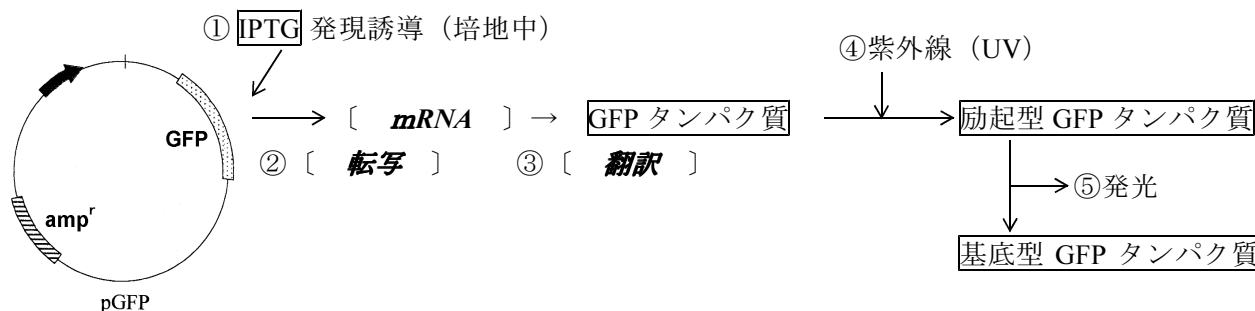 ① IPTG 発現誘導（培地中）
④紫外線（UV）
GFP
〔 mRNA 〕→ GFP タンパク質
励起型 GFP タンパク質
②〔 転写 〕 ③〔 翻訳 〕
⑤発光
amp^r
基底型 GFP タンパク質
pGFP